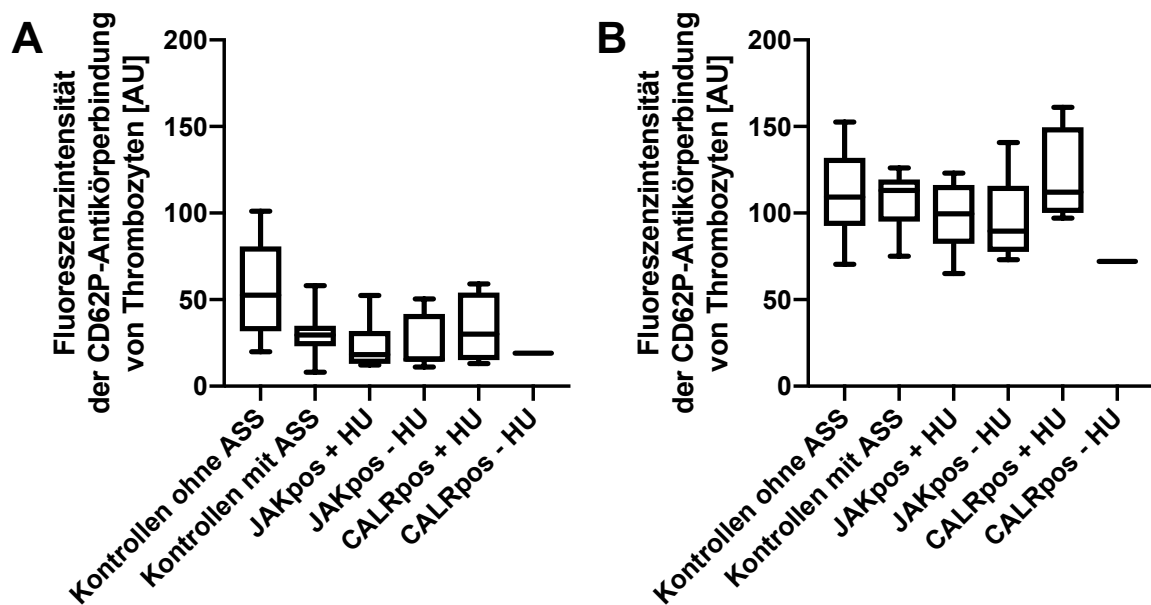 A
Fluoreszenzintensität
der CD62P-Antikörperbindung
von Thrombozyten [AU]
200
150
100
50
0
Kontrollen ohne ASS
Kontrollen mit ASS
JAKpos + HU
JAKpos - HU
CALRpos + HU
CALRpos - HU
B
Fluoreszenzintensität
der CD62P-Antikörperbindung
von Thrombozyten [AU]
200
150
100
50
0
Kontrollen ohne ASS
Kontrollen mit ASS
JAKpos + HU
JAKpos - HU
CALRpos + HU
CALRpos - HU